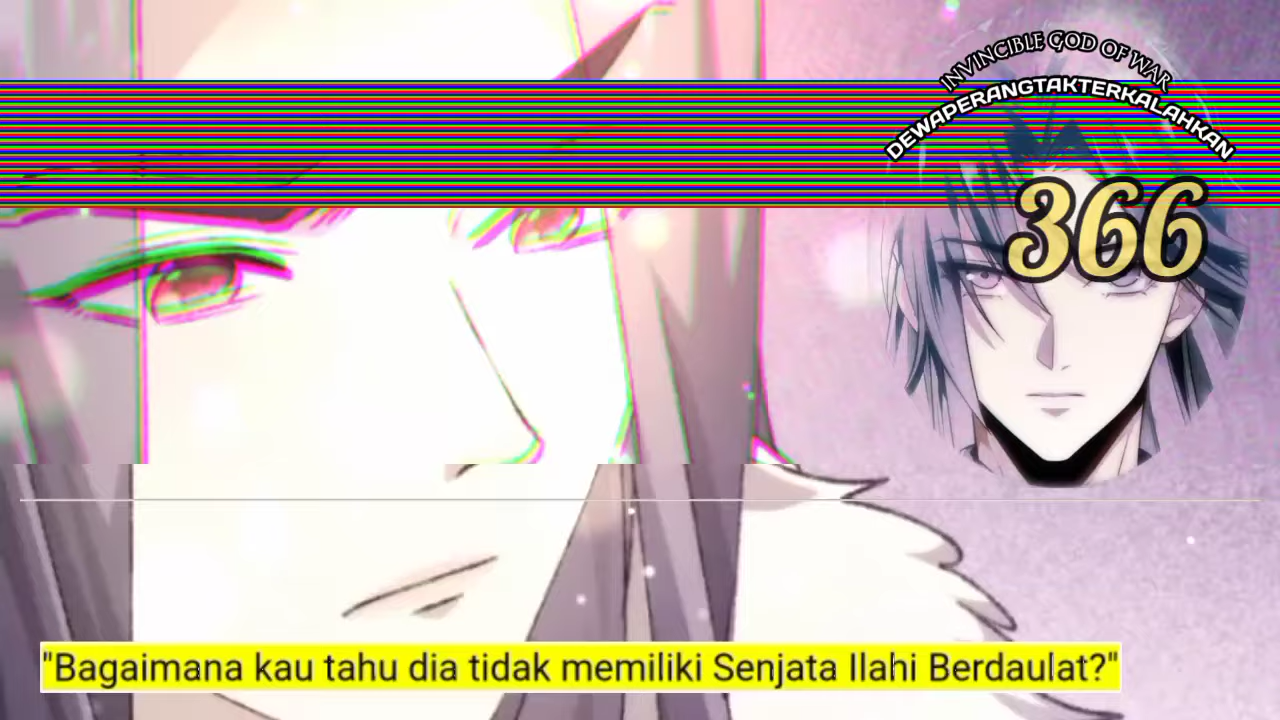 INVINCIBLE GOD OF WAR
DEWAPERANGTAKTERKALAHKAN
366
"Bagaimana kau tahu dia tidak memiliki Senjata Ilahi Berdaulat?"